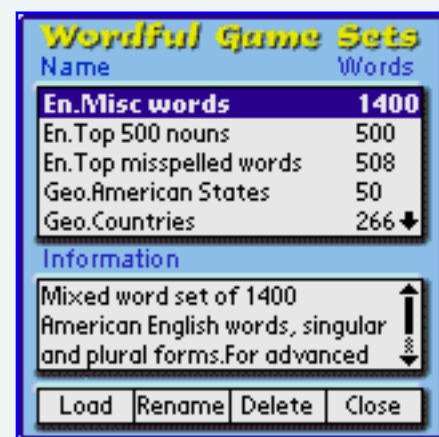 Wordful Game Sets
Name Words
En.Misc words 1400
En.Top 500 nouns 500
En.Top misspelled words 508
Geo.American States 50
Geo.Countries 266
Information
Mixed word set of 1400
American English words, singular
and plural forms.For advanced
Load Rename Delete Close